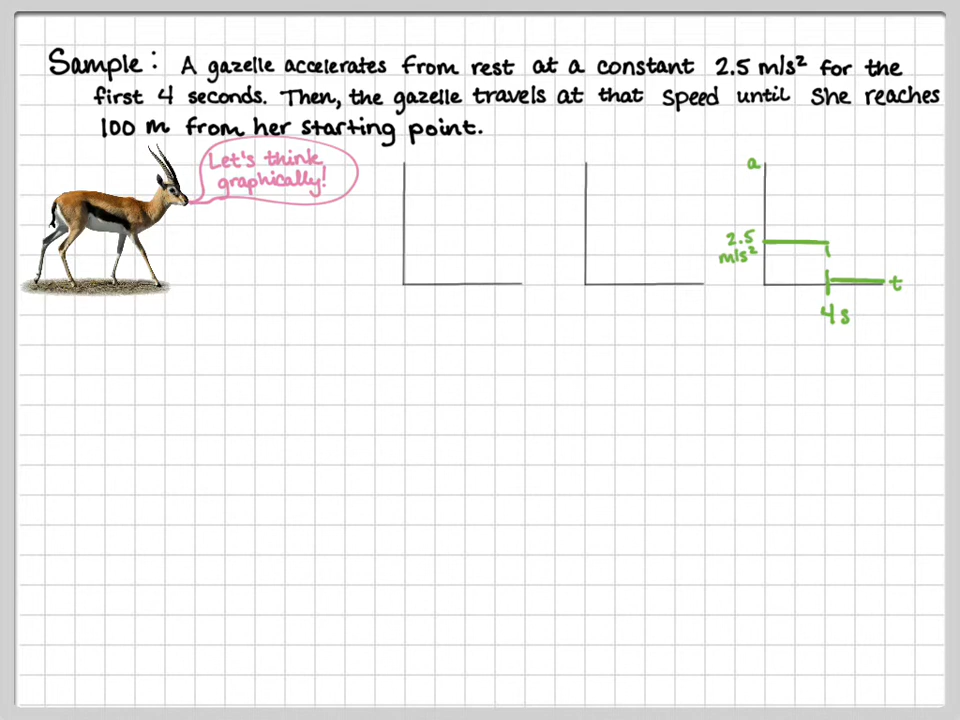 Sample: A gazelle accelerates from rest at a constant 2.5 m/s² for the
first 4 seconds. Then, the gazelle travels at that speed until she reaches
100 m from her starting point.
Let's think
graphically!
a
2.5
m/s²
t
4s